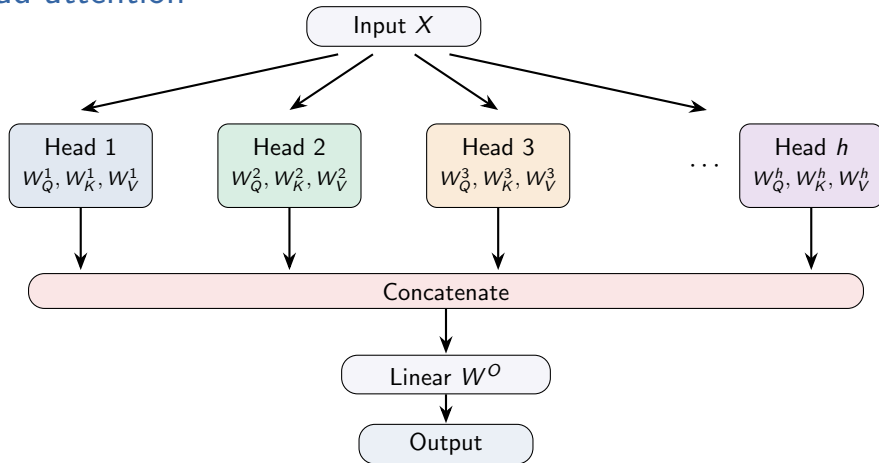 attention
Input X
Head 1
W_Q^1, W_K^1, W_V^1
Head 2
W_Q^2, W_K^2, W_V^2
Head 3
W_Q^3, W_K^3, W_V^3
...
Head h
W_Q^h, W_K^h, W_V^h
Concatenate
Linear W^O
Output